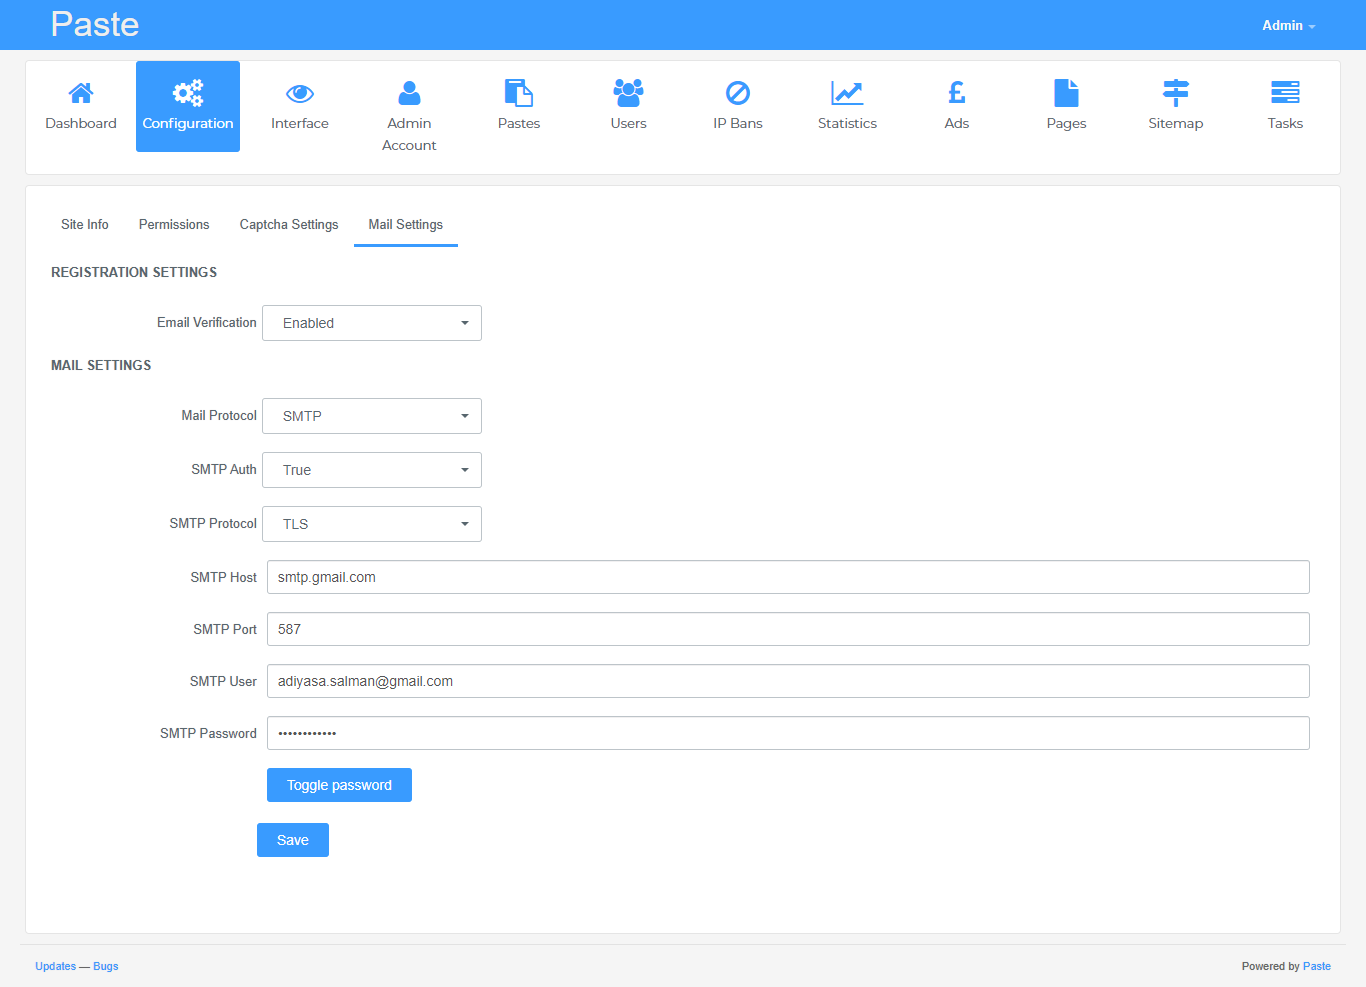 Paste
Admin
Dashboard
Configuration
Interface
Admin
Account
Pastes
Users
IP Bans
Statistics
Ads
Pages
Sitemap
Tasks
Site Info
Permissions
Captcha Settings
Mail Settings
REGISTRATION SETTINGS
Email Verification Enabled
MAIL SETTINGS
Mail Protocol SMTP
SMTP Auth True
SMTP Protocol TLS
SMTP Host smtp.gmail.com
SMTP Port 587
SMTP User adiyasa.salman@gmail.com
SMTP Password ••••••••••••
Toggle password
Save
Updates — Bugs
Powered by Paste